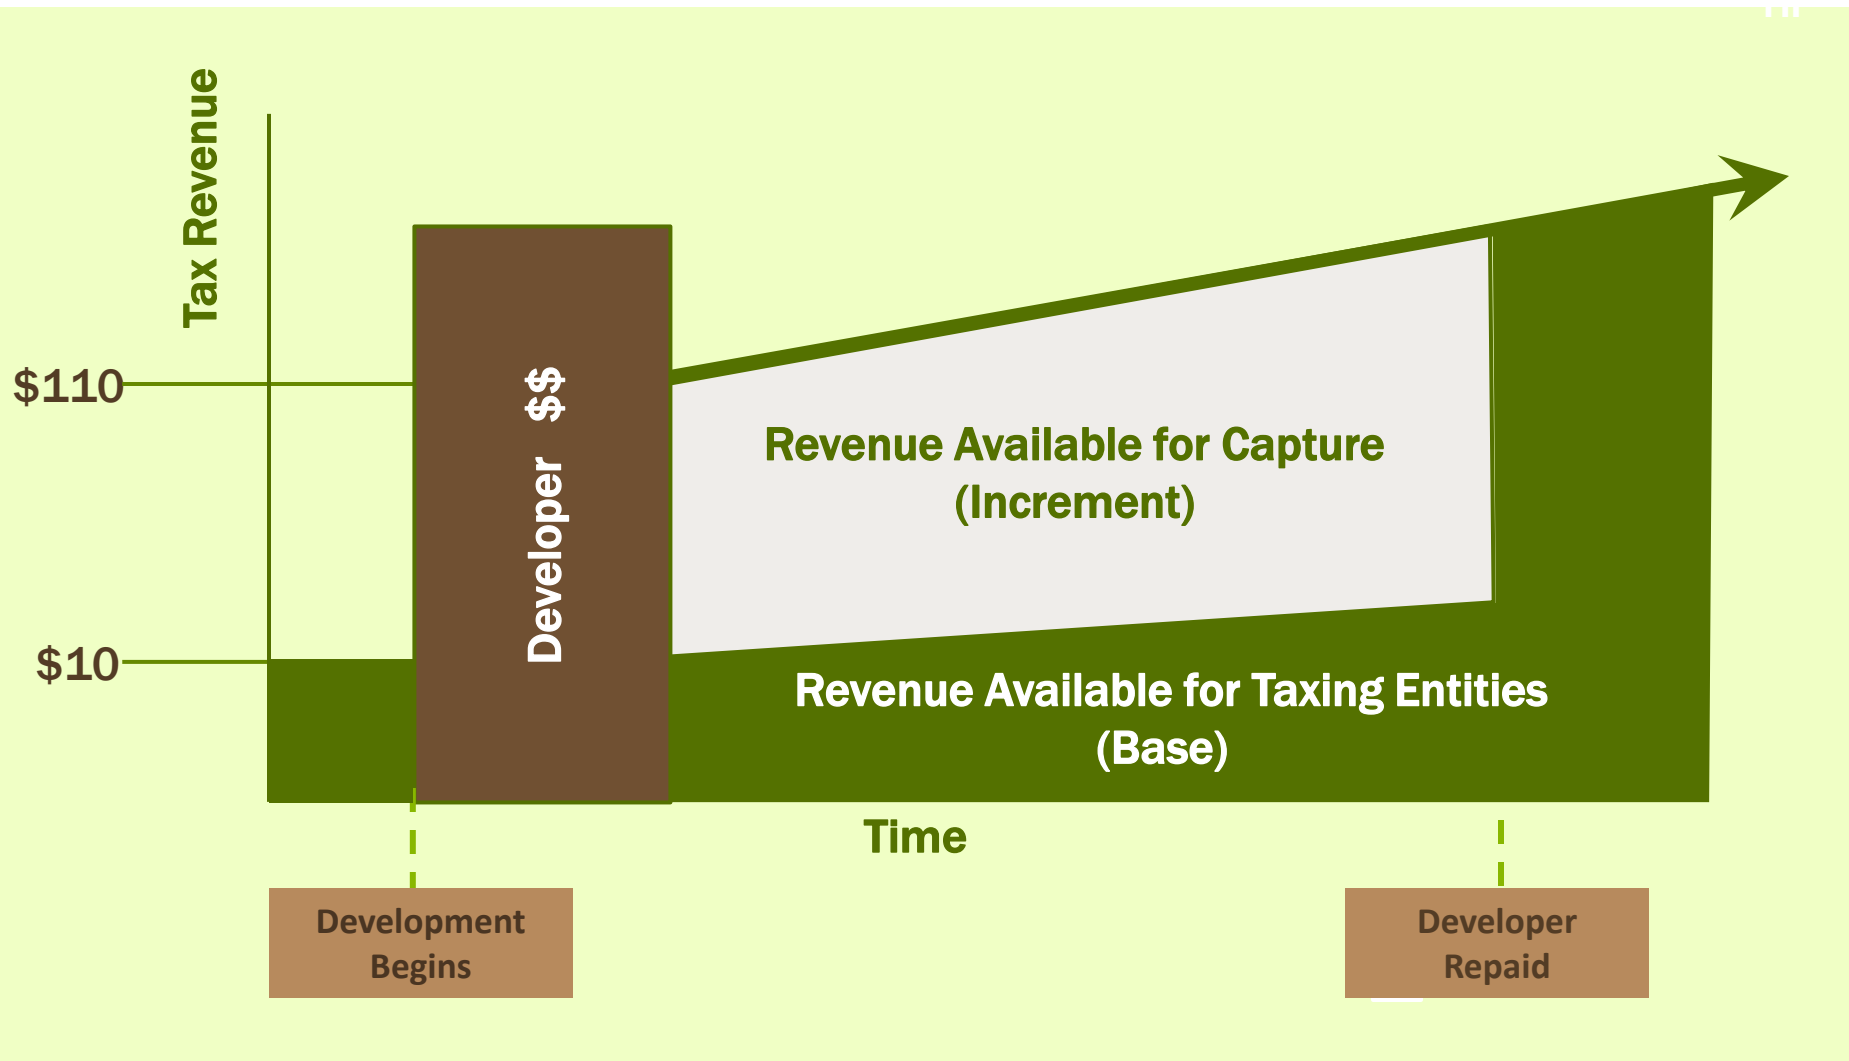 Tax Revenue
$110
Developer $$
Revenue Available for Capture
(Increment)
$10
Revenue Available for Taxing Entities
(Base)
Time
Development
Begins
Developer
Repaid